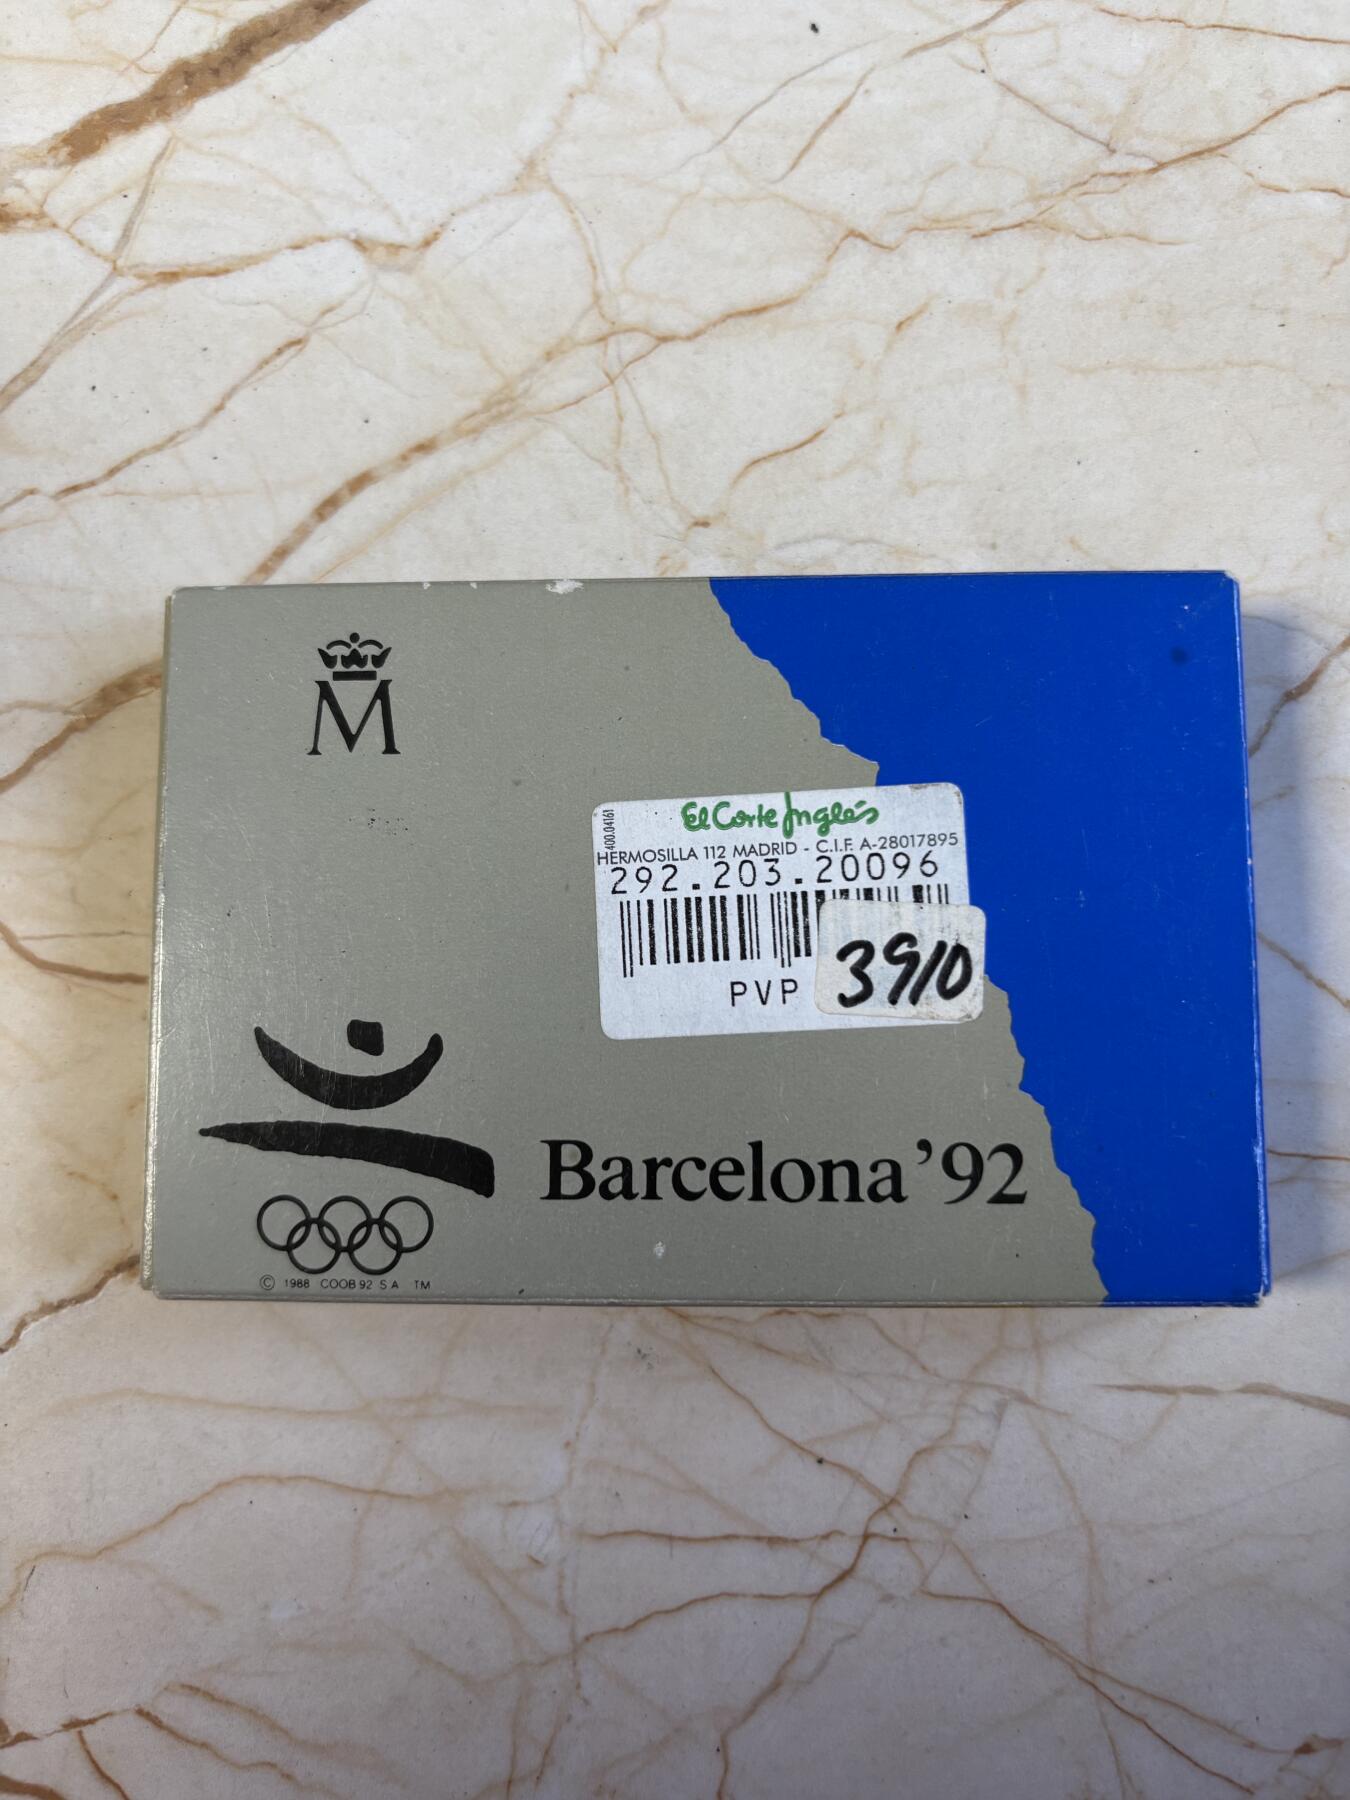 M
El Corte Inglés
400.04161
HERMOSILLA 112 MADRID - C.I.F. A-28017895
292.203.20096
PVP
3910
Barcelona '92
© 1988 COOB 92 S A TM